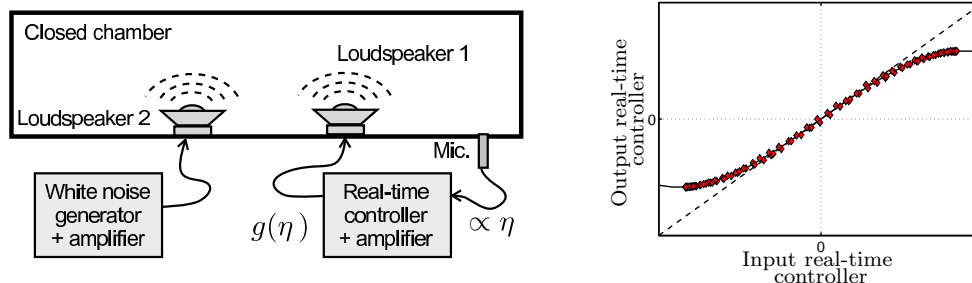 Closed chamber
Loudspeaker 1
Loudspeaker 2
Mic.
White noise
generator
+ amplifier
g(η)
Real-time
controller
+ amplifier
∝ η
Output real-time
controller
0
0
Input real-time
controller